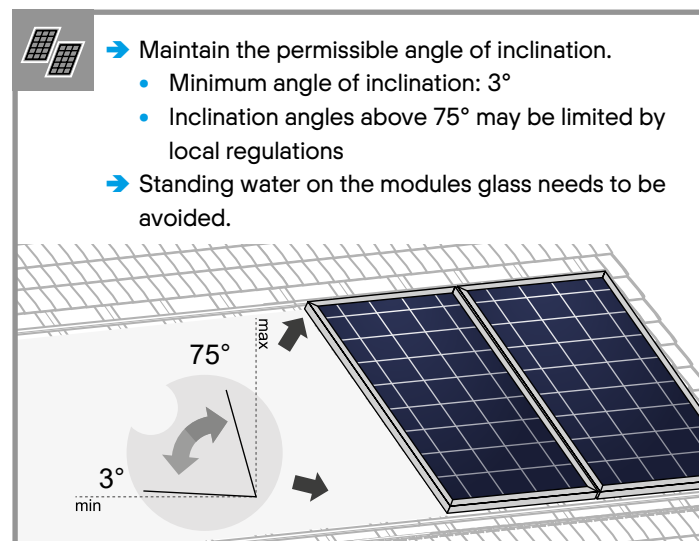 Maintain the permissible angle of inclination.
Minimum angle of inclination: 3°
Inclination angles above 75° may be limited by
local regulations
Standing water on the modules glass needs to be
avoided.
75°
max
3°
min